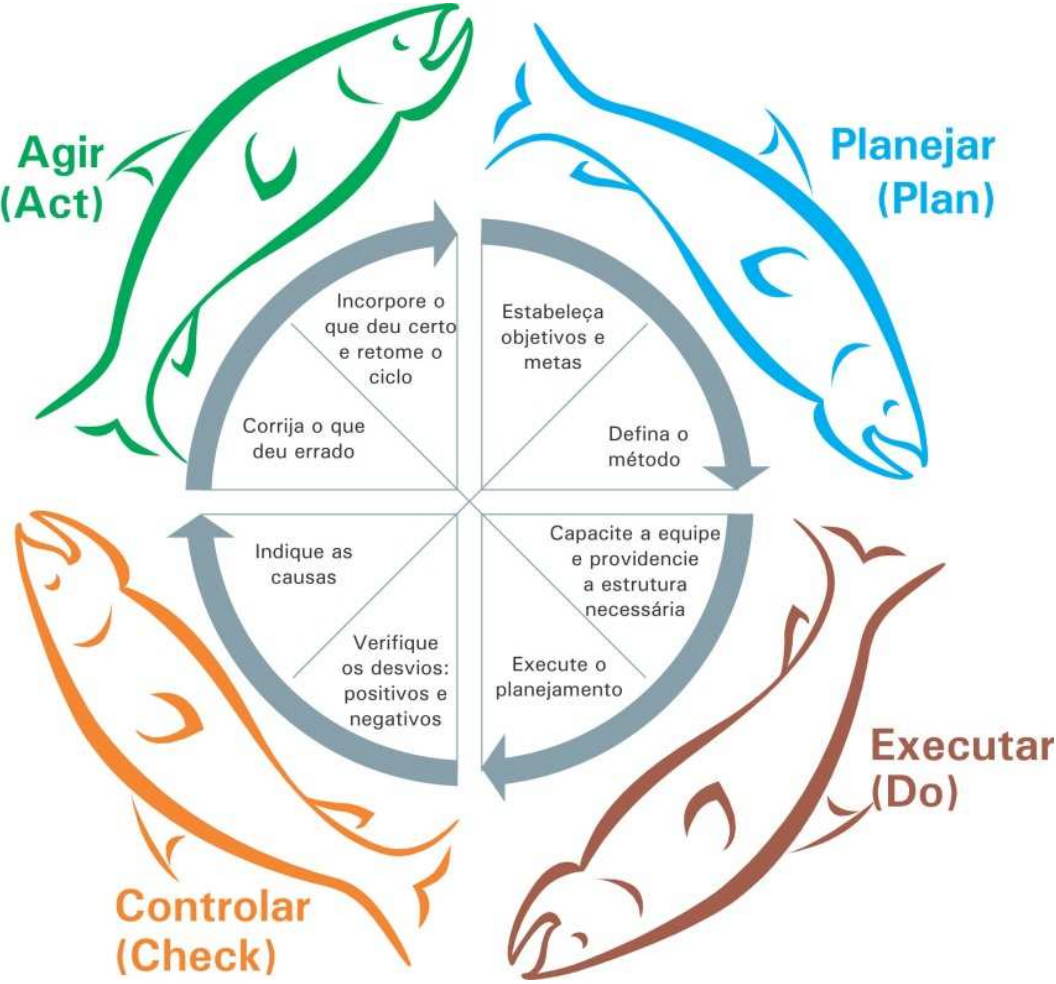 Agir
(Act)
Planejar
(Plan)
Incorpore o
que deu certo
e retome o
ciclo
Estabeleça
objetivos e
metas
Corrija o que
deu errado
Defina o
método
Indique as
causas
Capacite a equipe
e providencie
a estrutura
necessária
Verifique
os desvios:
positivos e
negativos
Execute o
planejamento
Executar
(Do)
Controlar
(Check)